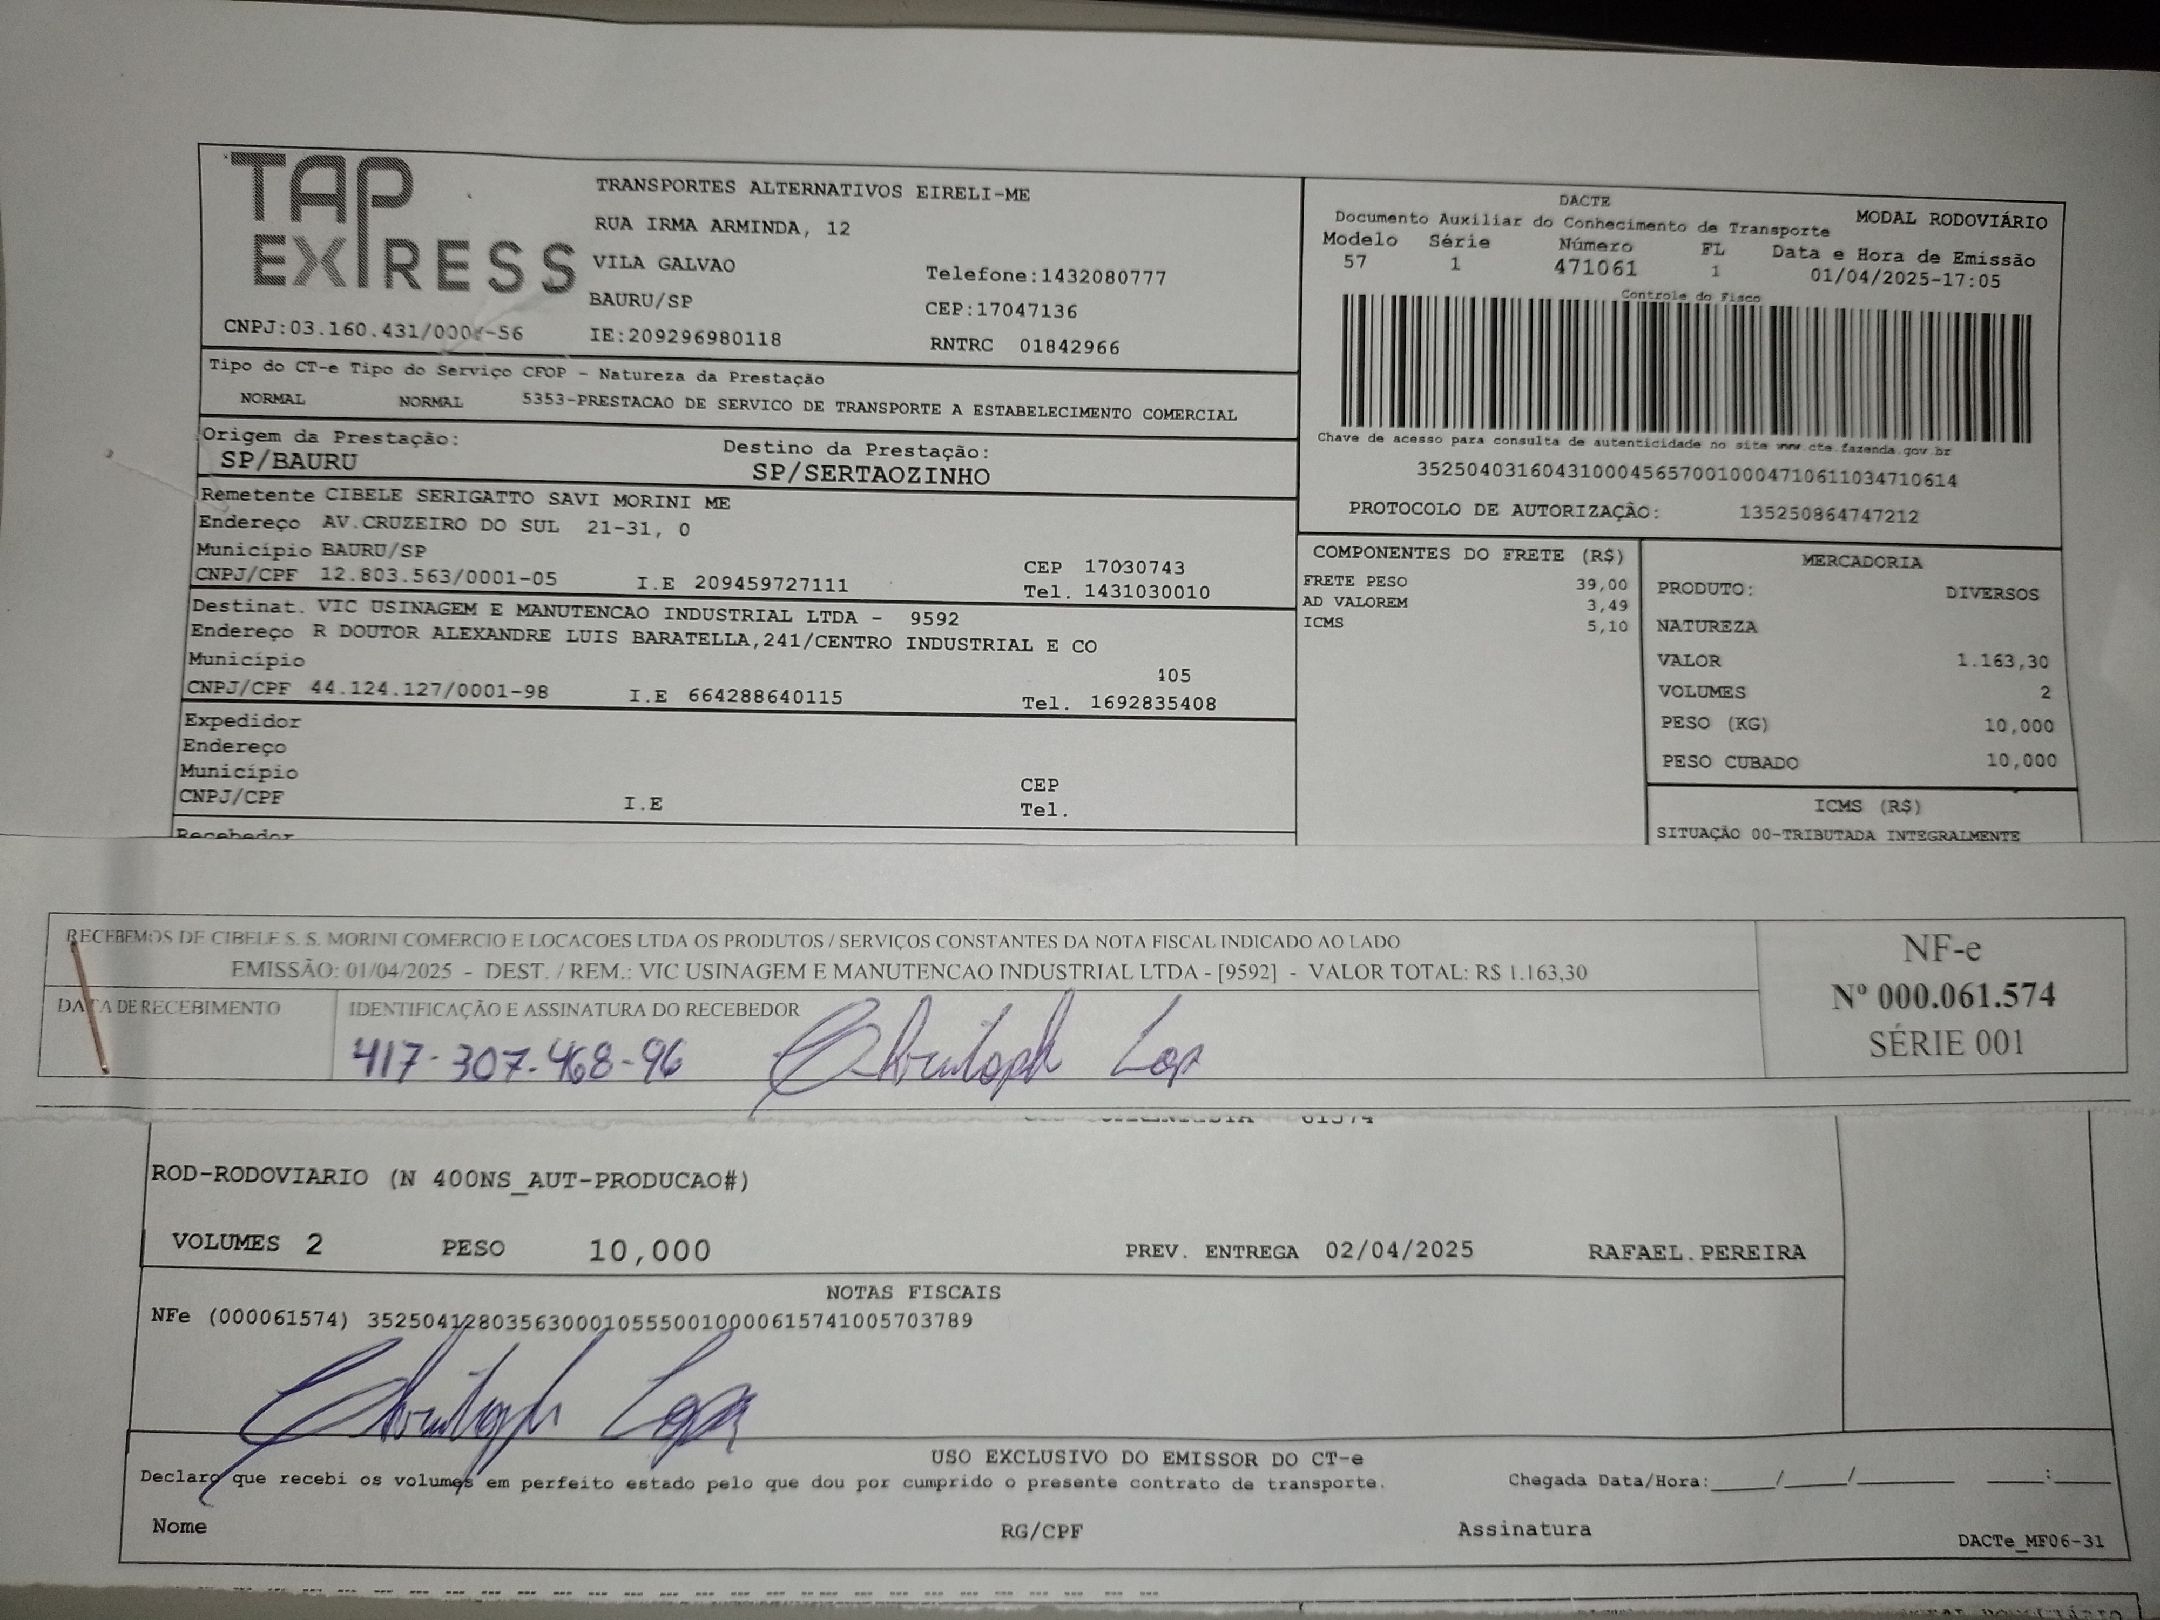 TAP
EXPRESS
TRANSPORTES ALTERNATIVOS EIRELI-ME
RUA IRMA ARMINDA, 12
VILA GALVAO
Telefone:1432080777
BAURU/SP
CEP:17047136
CNPJ:03.160.431/000 -56
IE:209296980118
RNTRC 01842966
DACTE
MODAL RODOVIÁRIO
Documento Auxiliar do Conhecimento de Transporte
Modelo Série Número FL Data e Hora de Emissão
57 1 471061 1 01/04/2025-17:05
Controle do Fisco
Chave de acesso para consulta de autenticidade no site www.cte.fazenda.gov.br
35250403160431000456570010004710611034710614
PROTOCOLO DE AUTORIZAÇÃO: 135250864747212
Tipo do CT-e Tipo do Serviço CFOP - Natureza da Prestação
NORMAL NORMAL 5353-PRESTACAO DE SERVICO DE TRANSPORTE A ESTABELECIMENTO COMERCIAL
Origem da Prestação: Destino da Prestação:
SP/BAURU SP/SERTAOZINHO
Remetente CIBELE SERIGATTO SAVI MORINI ME
Endereço AV.CRUZEIRO DO SUL 21-31, 0
Município BAURU/SP CEP 17030743
CNPJ/CPF 12.803.563/0001-05 I.E 209459727111 Tel. 1431030010
Destinat. VIC USINAGEM E MANUTENCAO INDUSTRIAL LTDA - 9592
Endereço R DOUTOR ALEXANDRE LUIS BARATELLA,241/CENTRO INDUSTRIAL E CO
Município 105
CNPJ/CPF 44.124.127/0001-98 I.E 664288640115 Tel. 1692835408
Expedidor
Endereço
Município CEP
CNPJ/CPF I.E Tel.
Recebedor
COMPONENTES DO FRETE (R$)
FRETE PESO 39,00
AD VALOREM 3,49
ICMS 5,10
MERCADORIA
PRODUTO: DIVERSOS
NATUREZA
VALOR 1.163,30
VOLUMES 2
PESO (KG) 10,000
PESO CUBADO 10,000
ICMS (R$)
SITUAÇÃO 00-TRIBUTADA INTEGRALMENTE
RECEBEMOS DE CIBELE S. S. MORINI COMERCIO E LOCACOES LTDA OS PRODUTOS / SERVIÇOS CONSTANTES DA NOTA FISCAL INDICADO AO LADO
EMISSÃO: 01/04/2025 - DEST. / REM.: VIC USINAGEM E MANUTENCAO INDUSTRIAL LTDA - [9592] - VALOR TOTAL: R$ 1.163,30
DATA DE RECEBIMENTO
IDENTIFICAÇÃO E ASSINATURA DO RECEBEDOR
417-307-468-96
NF-e
Nº 000.061.574
SÉRIE 001
61574
ROD-RODOVIARIO (N 400NS_AUT-PRODUCAO#)
VOLUMES 2 PESO 10,000 PREV. ENTREGA 02/04/2025 RAFAEL.PEREIRA
NOTAS FISCAIS
NFe (000061574) 35250412803563000105550010000615741005703789
USO EXCLUSIVO DO EMISSOR DO CT-e
Declaro que recebi os volumes em perfeito estado pelo que dou por cumprido o presente contrato de transporte. Chegada Data/Hora:____/____/______ ____:____
Nome RG/CPF Assinatura
DACTe_MF06-31